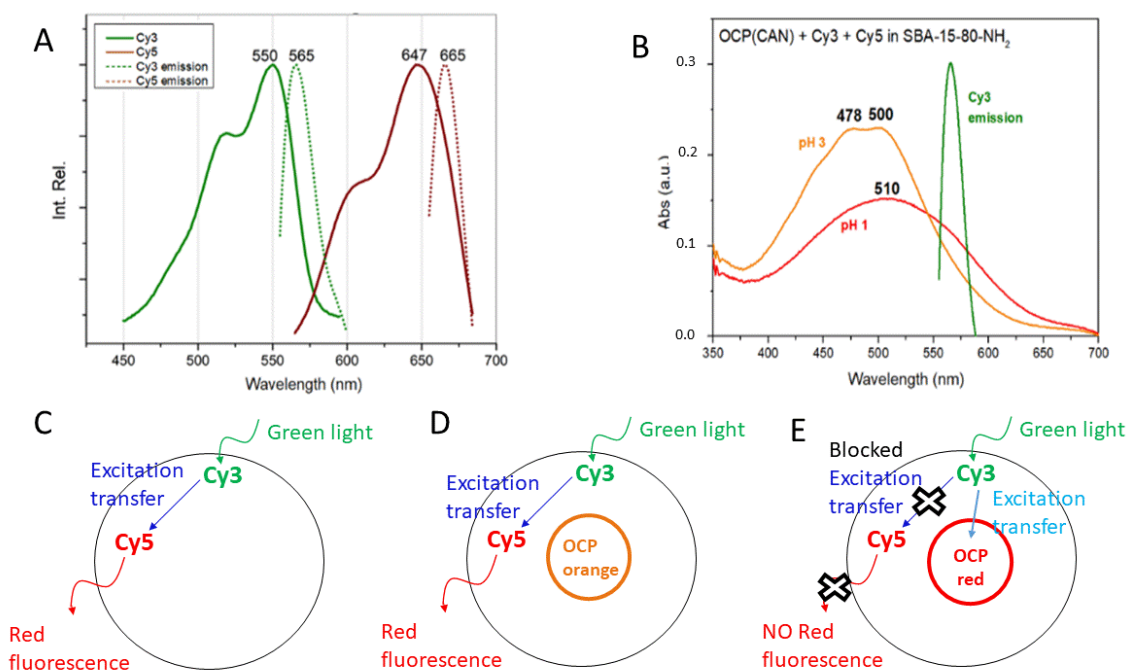 A
Cy3
Cy5
Cy3 emission
Cy5 emission
550 565
647 665
Int. Rel.
450 500 550 600 650 700
Wavelength (nm)
B
OCP(CAN) + Cy3 + Cy5 in SBA-15-80-NH₂
0.3
0.2
0.1
0.0
Abs (a.u.)
478 500
Cy3
emission
pH 3
510
pH 1
350 400 450 500 550 600 650 700
Wavelength (nm)
C
Green light
Excitation
transfer
Cy3
Cy5
Red
fluorescence
D
Green light
Excitation
transfer
Cy3
Cy5
OCP
orange
Red
fluorescence
E
Green light
Blocked
Excitation
transfer
Cy3
Excitation
transfer
Cy5
OCP
red
NO Red
fluorescence